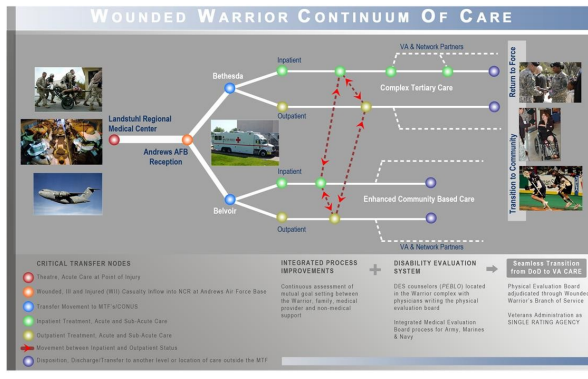 WOUNDED WARRIOR CONTINUUM OF CARE
VA & Network Partners
Inpatient
Bethesda
Complex Tertiary Care
Return to Force
Landstuhl Regional
Medical Center
Outpatient
Andrews AFB
Reception
Inpatient
Transition to Community
Belvoir
Enhanced Community Based Care
Outpatient
VA & Network Partners
CRITICAL TRANSFER NODES
Theatre, Acute Care at Point of Injury
Wounded, Ill and Injured (WII) Casualty Inflow into NCR at Andrews Air Force Base
Transfer Movement to MTF's/CONUS
Inpatient Treatment, Acute and Sub-Acute Care
Outpatient Treatment, Acute and Sub-Acute Care
Movement between Inpatient and Outpatient Status
Disposition, Discharge/Transfer to another level or location of care outside the MTF
INTEGRATED PROCESS
IMPROVEMENTS
Continuous assessment of
mutual goal setting between
the Warrior, family, medical
provider and non-medical
support
+
DISABILITY EVALUATION
SYSTEM
DES counselors (PEBLO) located
in the Warrior complex with
physicians writing the physical
evaluation board
Integrated Medical Evaluation
Board process for Army, Marines
& Navy
Seamless Transition
from DoD to VA CARE
Physical Evaluation Board
adjudicated through Wounded
Warrior's Branch of Service
Veterans Administration as
SINGLE RATING AGENCY